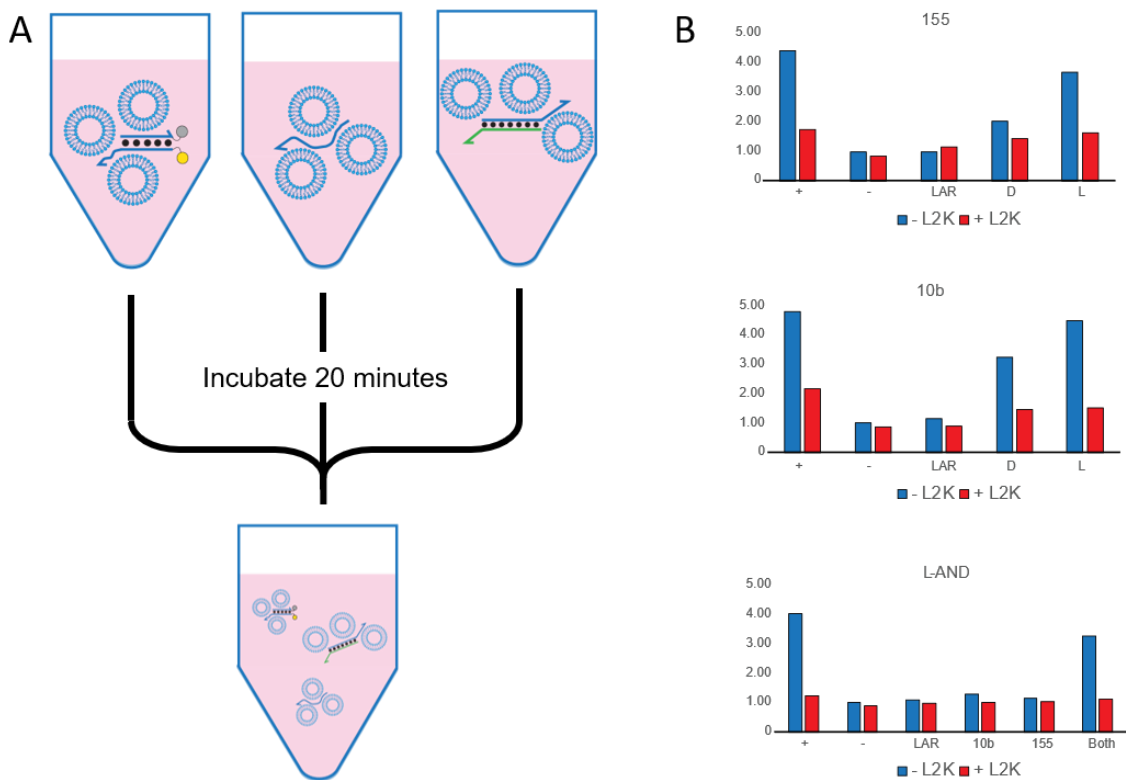 A
Incubate 20 minutes
B
155
5.00
4.00
3.00
2.00
1.00
0
+ - LAR D L
- L2K + L2K
10b
5.00
4.00
3.00
2.00
1.00
0
+ - LAR D L
- L2K + L2K
L-AND
5.00
4.00
3.00
2.00
1.00
0
+ - LAR 10b 155 Both
- L2K + L2K